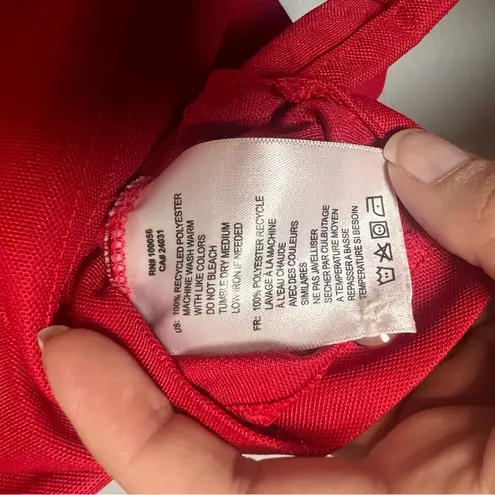 RN# 100056
CA# 24031
US: 100% RECYCLED POLYESTER
MACHINE WASH WARM
WITH LIKE COLORS
DO NOT BLEACH
TUMBLE DRY MEDIUM
LOW IRON IF NEEDED
FR: 100% POLYESTER RECYCLE
LAVAGE À LA MACHINE
À L'EAU CHAUDE
AVEC DES COULEURS
SIMILAIRES
NE PAS JAVELLISER
SECHER PAR CULBUTAGE
A TEMPERATURE MOYEN
REPASSER A BASSE
TEMPERATURE SI BESOIN